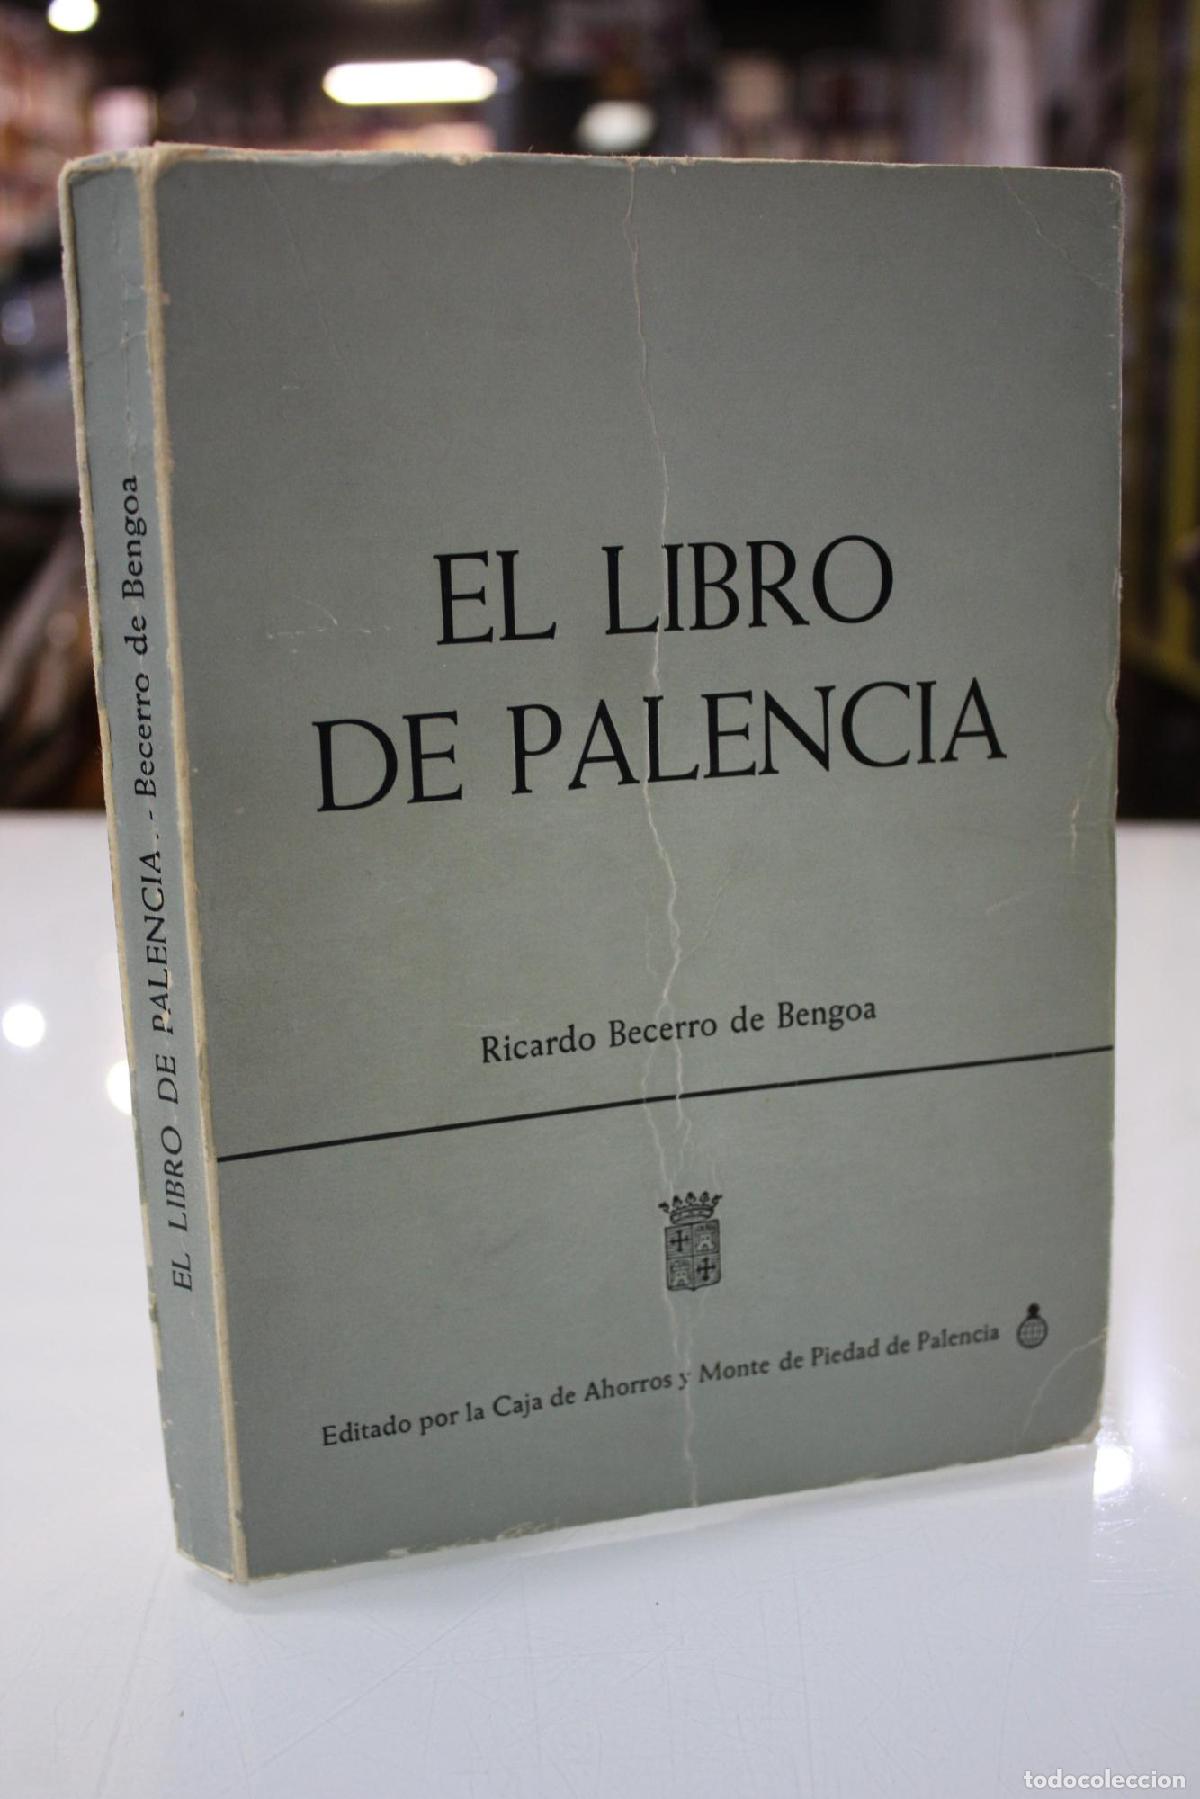 EL LIBRO
DE PALENCIA
Ricardo Becerro de Bengoa
Editado por la Caja de Ahorros y Monte de Piedad de Palencia
EL LIBRO DE PALENCIA. - Becerro de Bengoa
todocoleccion